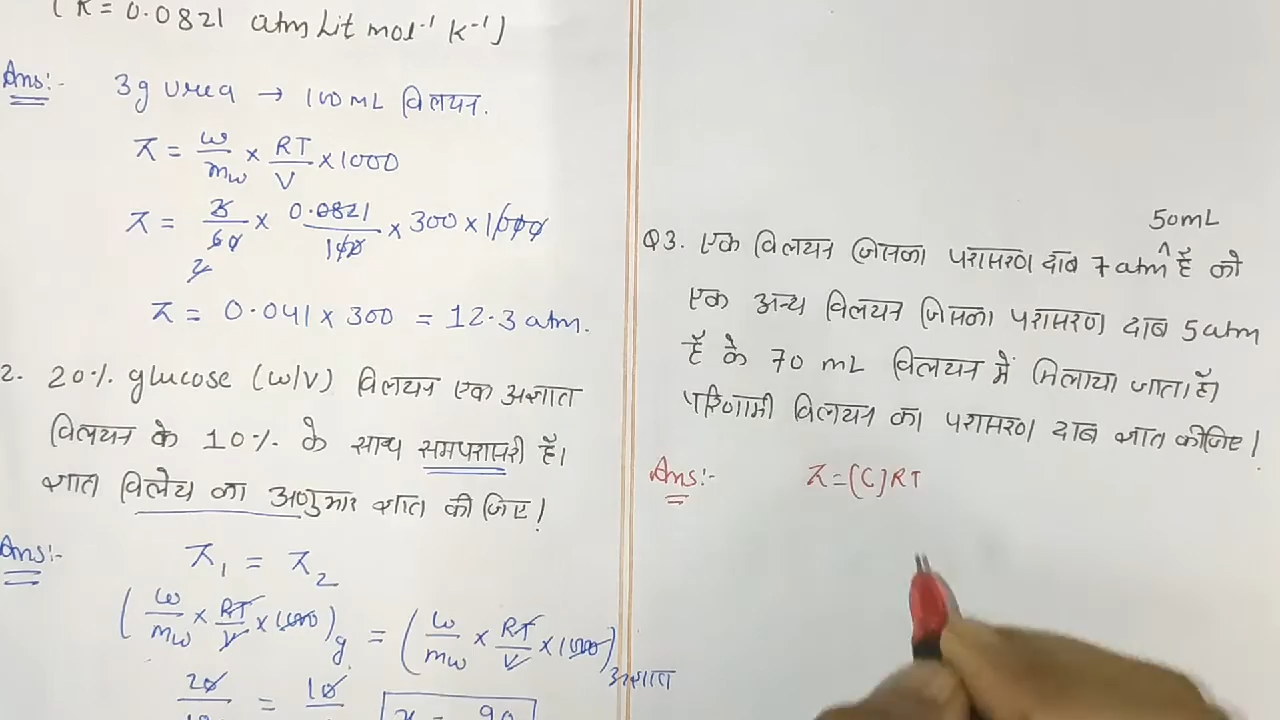 (R = 0.0821 atm Lit mol⁻¹ K⁻¹)
Ans:- 3g urea → 100 mL विलयन.
π = w/mw × RT/V × 1000
π = 3/60 × 0.0821/100 × 300 × 1000
2
π = 0.041 × 300 = 12.3 atm.
2. 20% glucose (w/v) विलयन एक अज्ञात
विलयन के 10% के साथ समपरासरी है।
ज्ञात विलेय का अणुभार ज्ञात कीजिए!
Ans:- π₁ = π₂
(w/mw × RT/V × 1000)g = (w/mw × RT/V × 1000)अज्ञात
20 = 10
90
50mL
Q3. एक विलयन जिसका परासरण दाब 7 atm ^ है को
एक अन्य विलयन जिसका परासरण दाब 5 atm
है के 70 mL विलयन में मिलाया जाता है।
परिणामी विलयन का परासरण दाब ज्ञात कीजिए!
Ans:- π = (C)RT